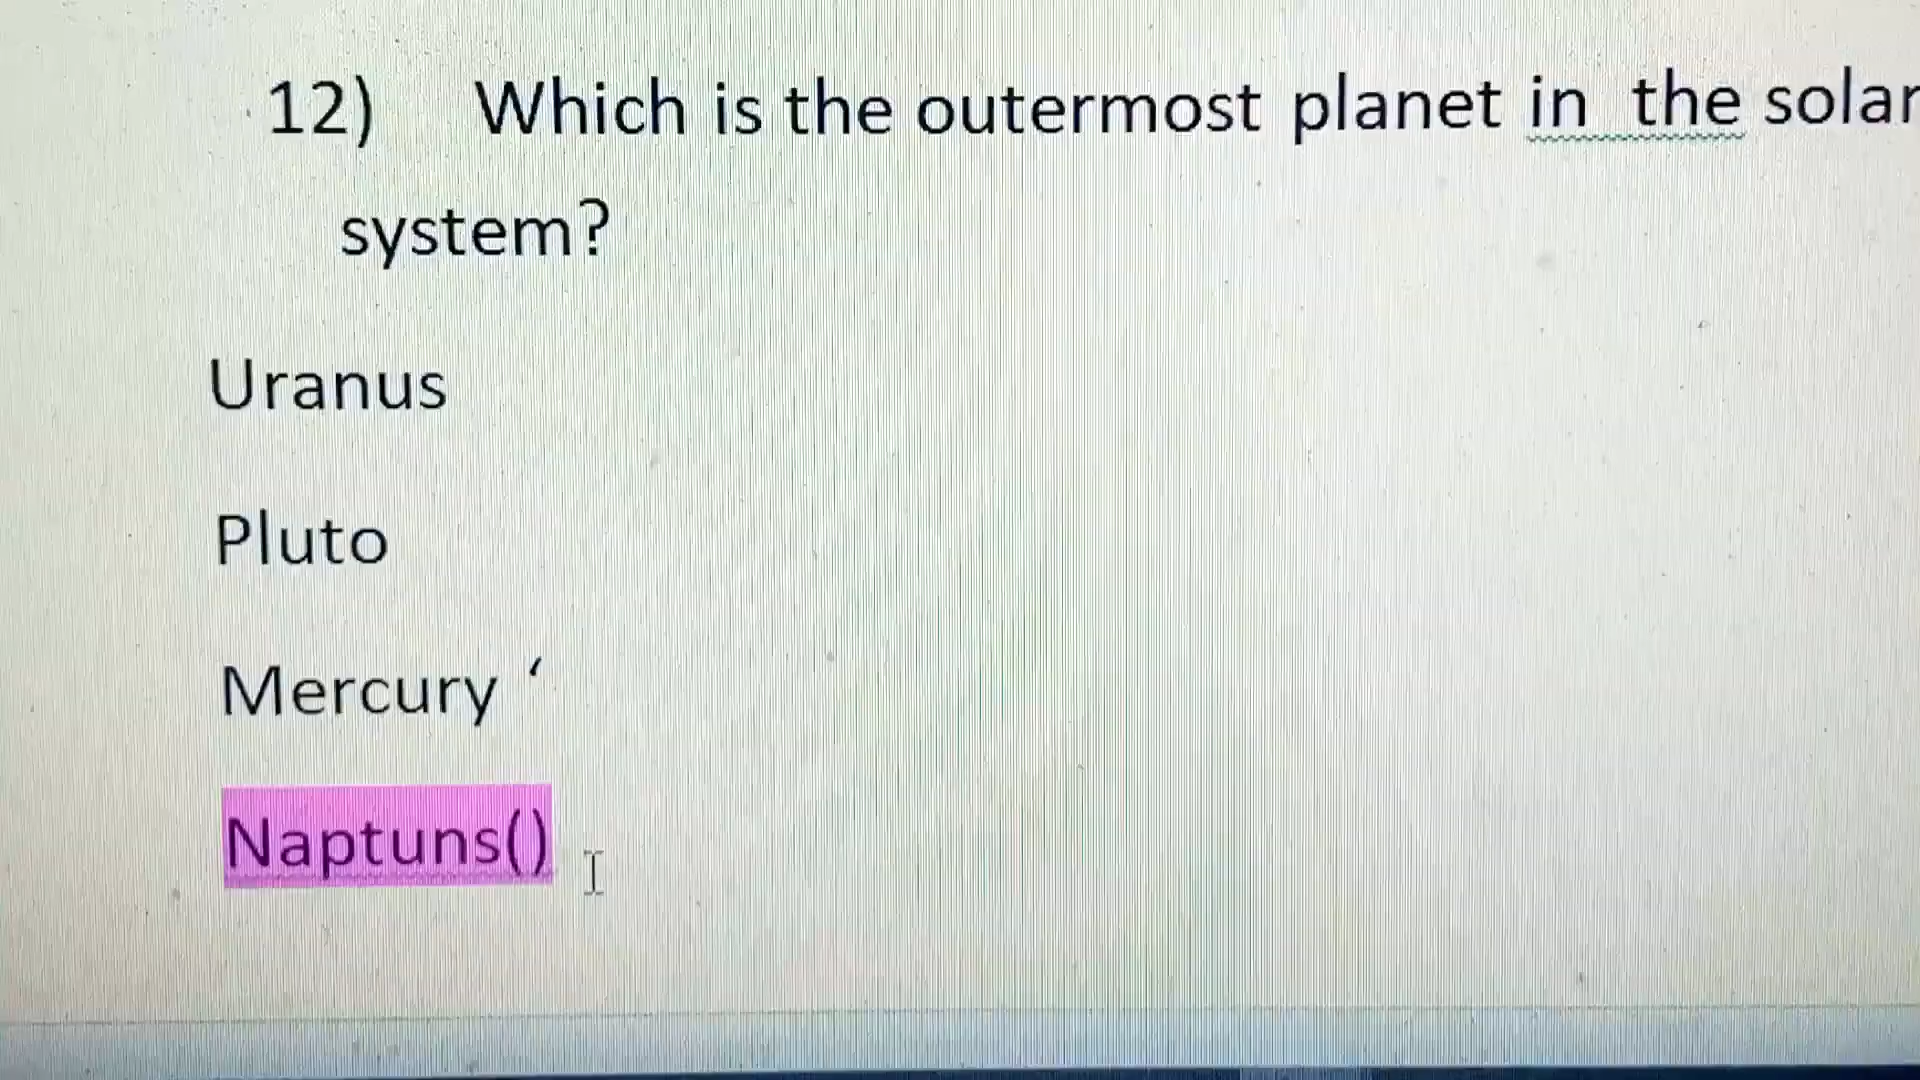 12) Which is the outermost planet in the solar
system?
Uranus
Pluto
Mercury ‘
Naptuns()